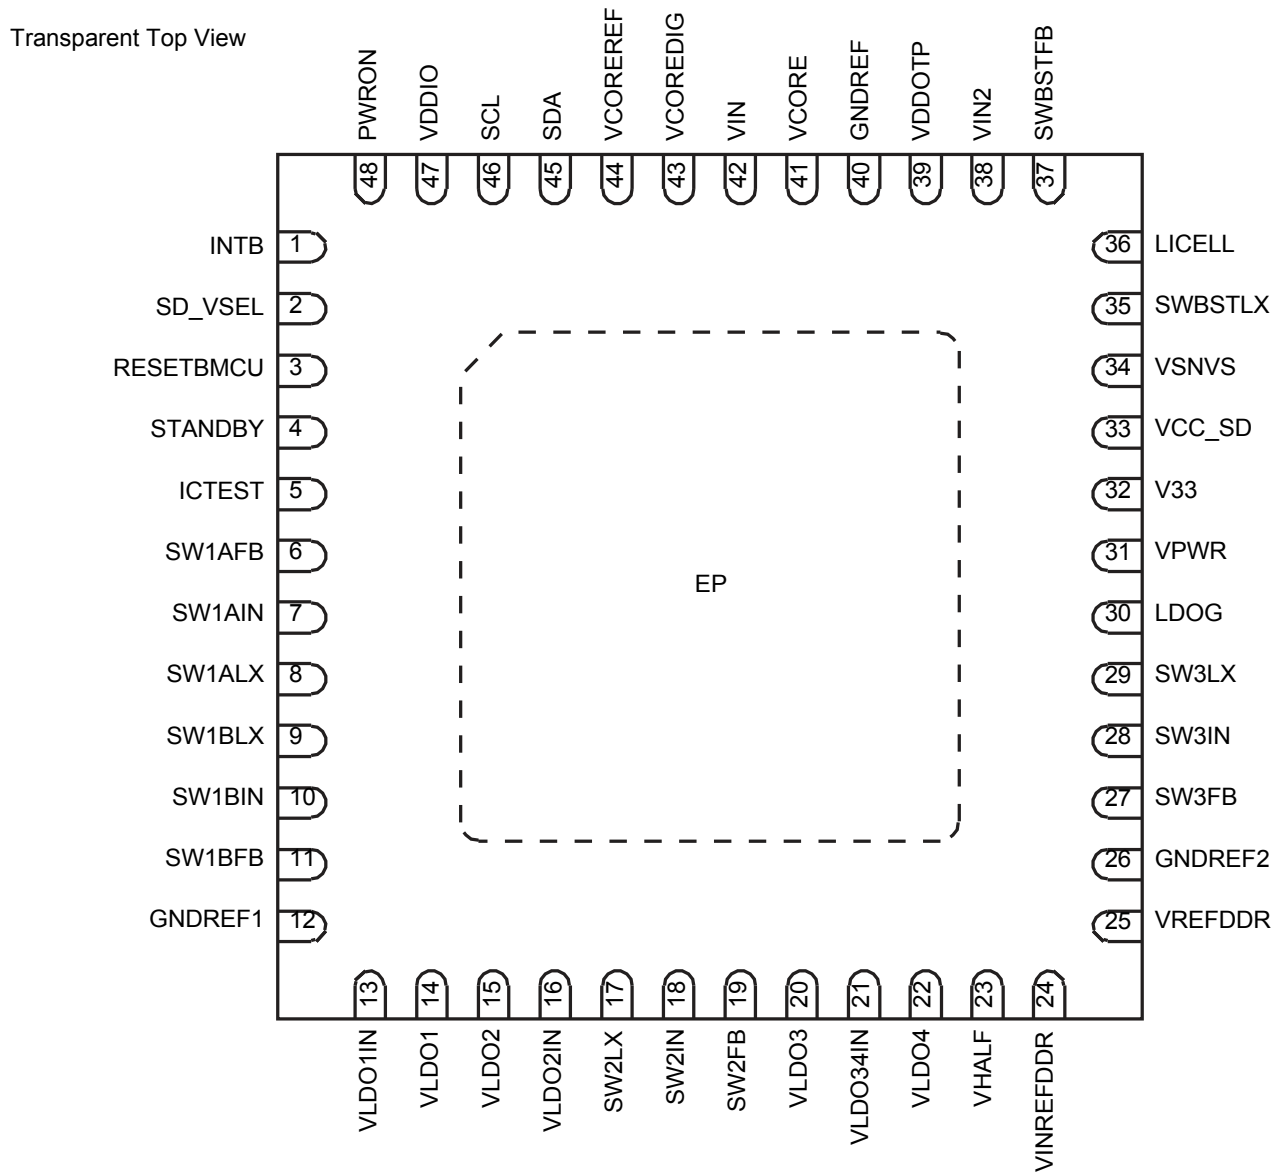 Transparent Top View
PWRON
VDDIO
SCL
SDA
VCOREREF
VCOREDIG
VIN
VCORE
GNDREF
VDDOTP
VIN2
SWBSTFB
48
47
46
45
44
43
42
41
40
39
38
37
INTB 1
SD_VSEL 2
RESETBMCU 3
STANDBY 4
ICTEST 5
SW1AFB 6
SW1AIN 7
SW1ALX 8
SW1BLX 9
SW1BIN 10
SW1BFB 11
GNDREF1 12
EP
36 LICELL
35 SWBSTLX
34 VSNVS
33 VCC_SD
32 V33
31 VPWR
30 LDOG
29 SW3LX
28 SW3IN
27 SW3FB
26 GNDREF2
25 VREFDDR
13
14
15
16
17
18
19
20
21
22
23
24
VLDO1IN
VLDO1
VLDO2
VLDO2IN
SW2LX
SW2IN
SW2FB
VLDO3
VLDO34IN
VLDO4
VHALF
VINREFDDR